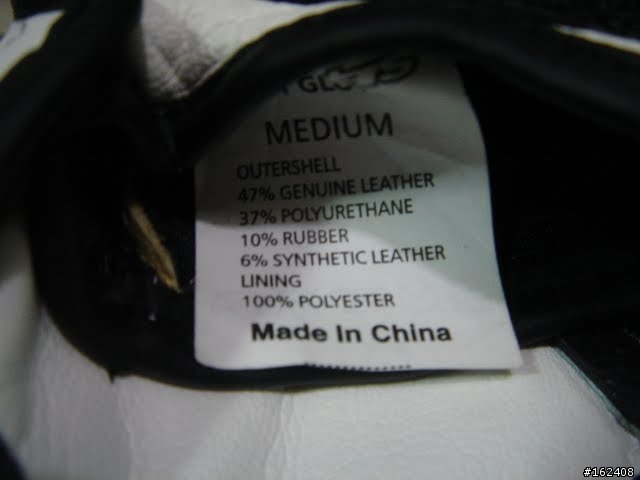 MEDIUM
OUTERSHELL
47% GENUINE LEATHER
37% POLYURETHANE
10% RUBBER
6% SYNTHETIC LEATHER
LINING
100% POLYESTER
Made In China
#162408